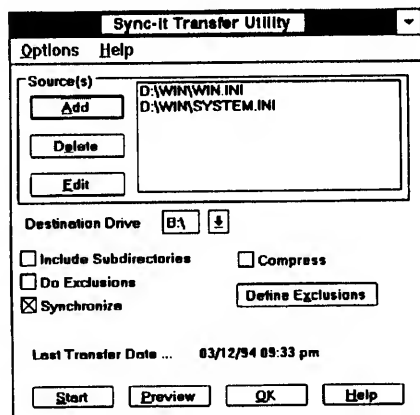 Sync-It Transfer Utility
Options Help
Source(s)
Add
Delete
Edit
D:\WIN\WIN.INI
D:\WIN\SYSTEM.INI
Destination Drive B:\
Include Subdirectories
Compress
Do Exclusions
Define Exclusions
Synchronize
Last Transfer Date ... 03/12/94 09:33 pm
Start Preview OK Help